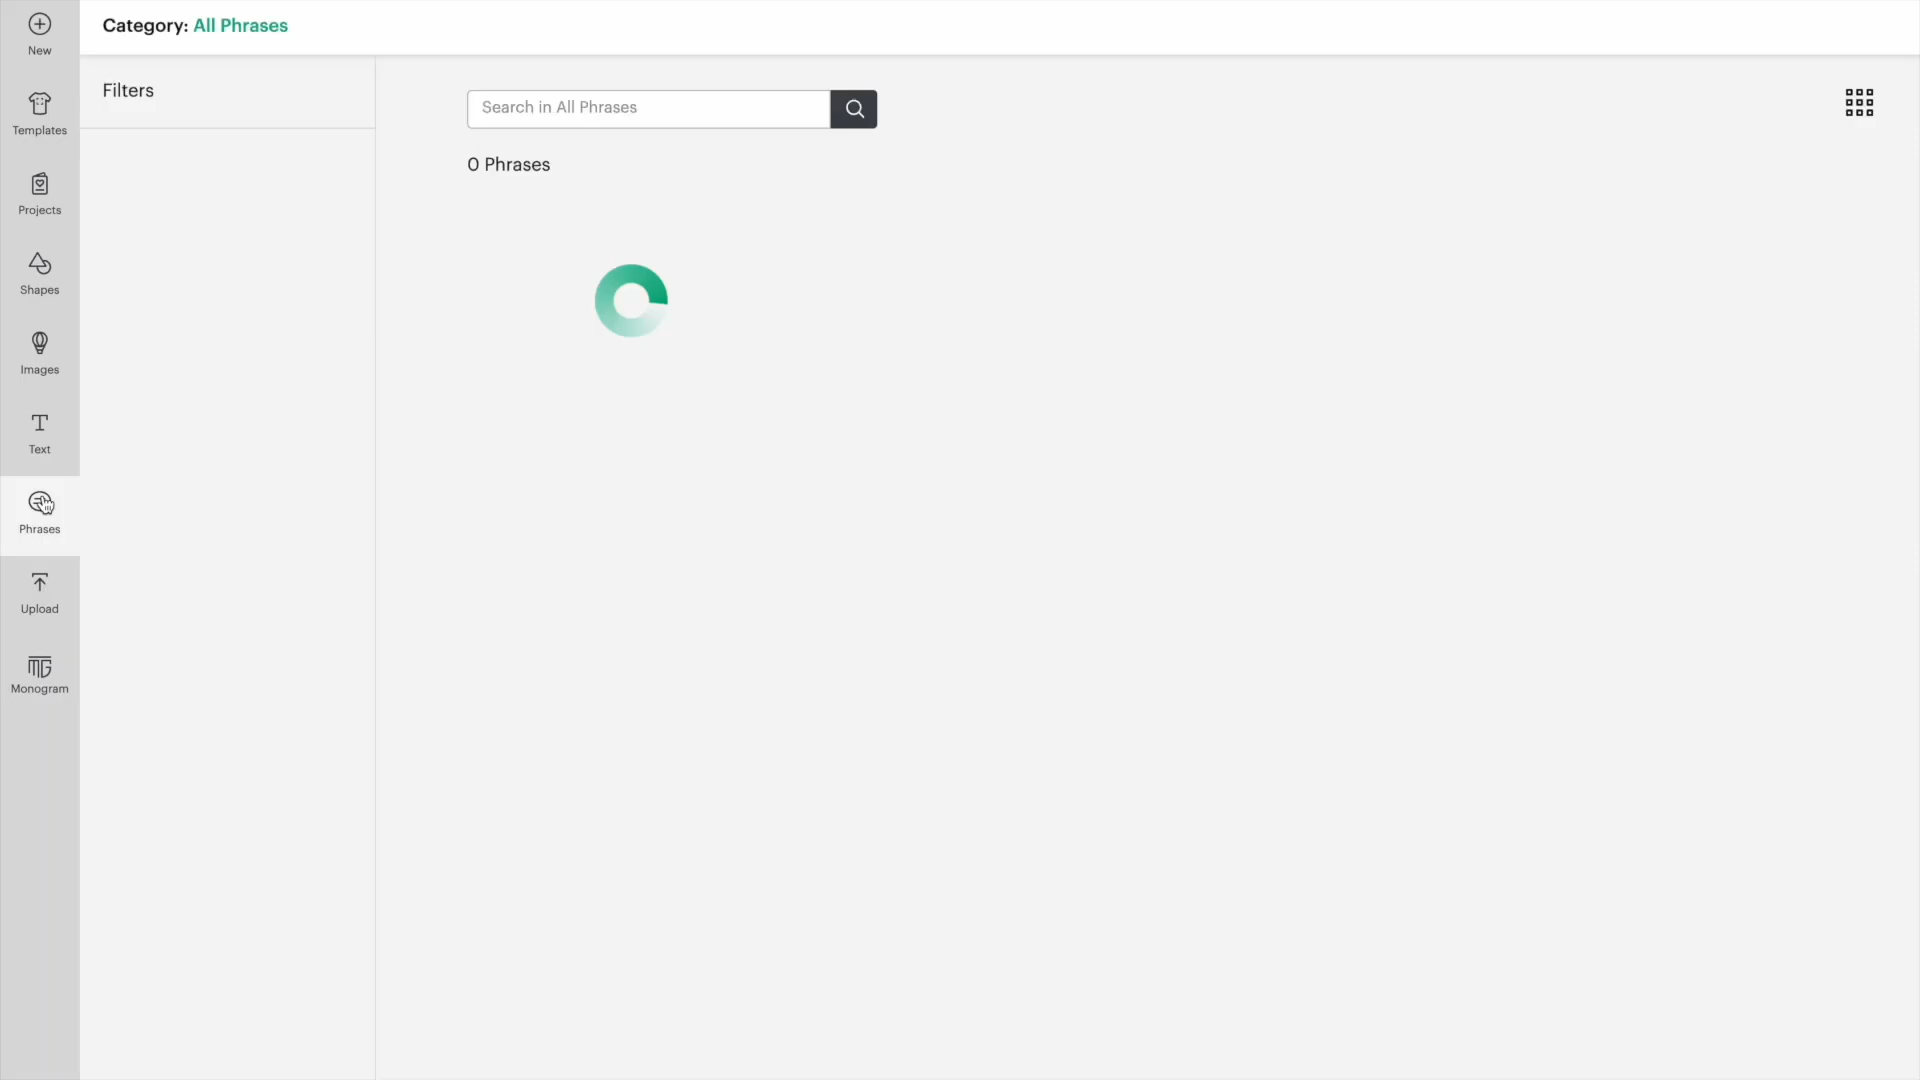 Category: All Phrases
New
Templates
Projects
Shapes
Images
Text
Phrases
Upload
MG
Monogram
Filters
Search in All Phrases
0 Phrases